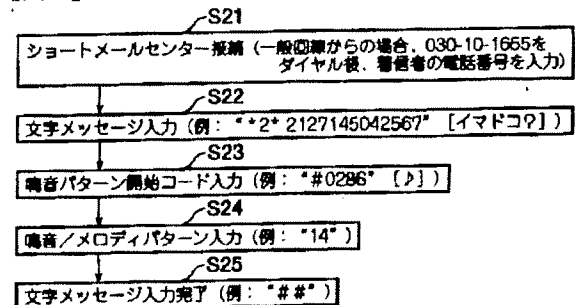 S21
ショートメールセンター接続(一般回線からの場合、030-10-1655を
ダイヤル後、着信者の電話番号を入力)
S22
文字メッセージ入力(例:"*2* 2127145042567" [イマドコ?])
S23
鳴音パターン開始コード入力(例:"#0286" [♪])
S24
鳴音/メロディパターン入力(例:"14")
S25
文字メッセージ入力完了(例:"##")